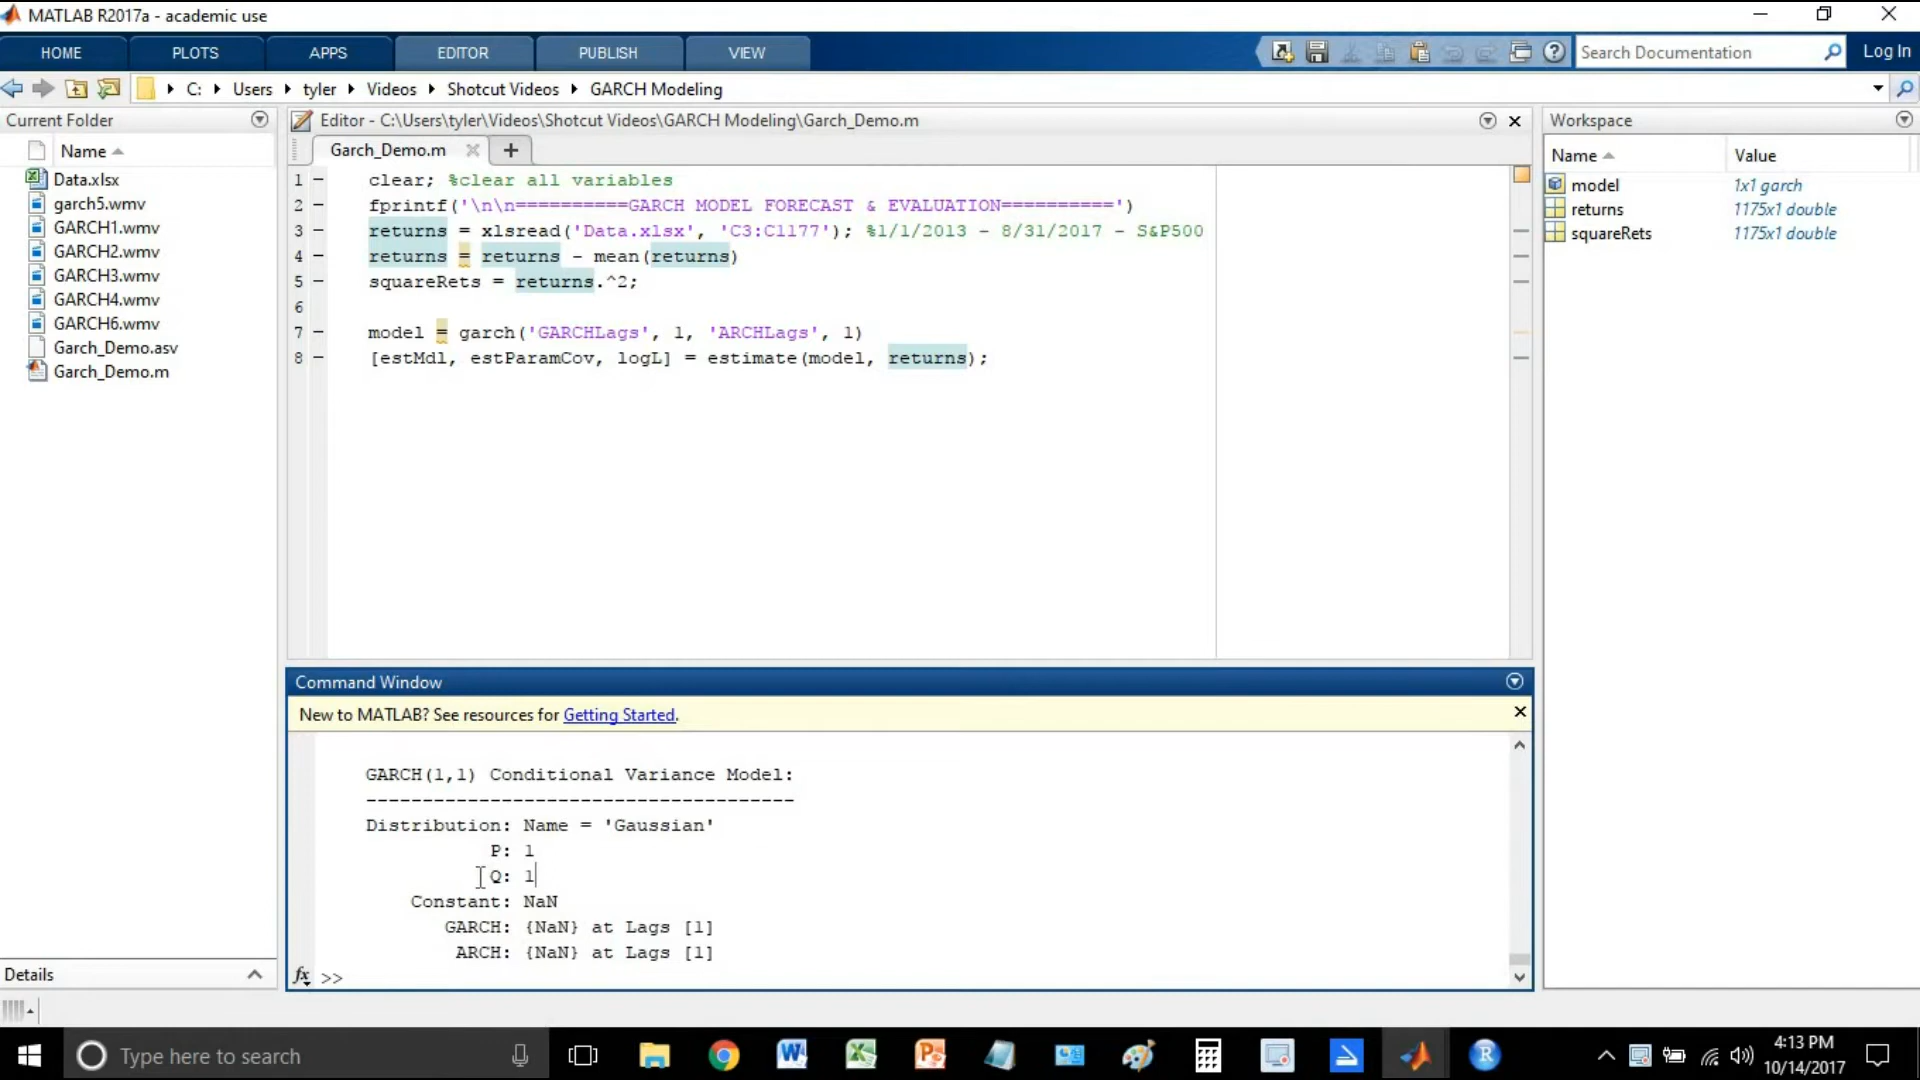 MATLAB R2017a - academic use
HOME PLOTS APPS EDITOR PUBLISH VIEW Search Documentation Log In
C: Users tyler Videos Shotcut Videos GARCH Modeling
Current Folder
Name
Data.xlsx
garch5.wmv
GARCH1.wmv
GARCH2.wmv
GARCH3.wmv
GARCH4.wmv
GARCH6.wmv
Garch_Demo.asv
Garch_Demo.m
Details
Editor - C:\Users\tyler\Videos\Shotcut Videos\GARCH Modeling\Garch_Demo.m
Garch_Demo.m
1 clear; %clear all variables
2 fprintf('\n\n==========GARCH MODEL FORECAST & EVALUATION==========')
3 returns = xlsread('Data.xlsx', 'C3:C1177'); %1/1/2013 - 8/31/2017 - S&P500
4 returns = returns - mean(returns)
5 squareRets = returns.^2;
6
7 model = garch('GARCHLags', 1, 'ARCHLags', 1)
8 [estMdl, estParamCov, logL] = estimate(model, returns);
Command Window
New to MATLAB? See resources for Getting Started.
GARCH(1,1) Conditional Variance Model:
--------------------------------------
Distribution: Name = 'Gaussian'
P: 1
Q: 1
Constant: NaN
GARCH: {NaN} at Lags [1]
ARCH: {NaN} at Lags [1]
fx >>
Workspace
Name Value
model 1x1 garch
returns 1175x1 double
squareRets 1175x1 double
Type here to search
4:13 PM
10/14/2017